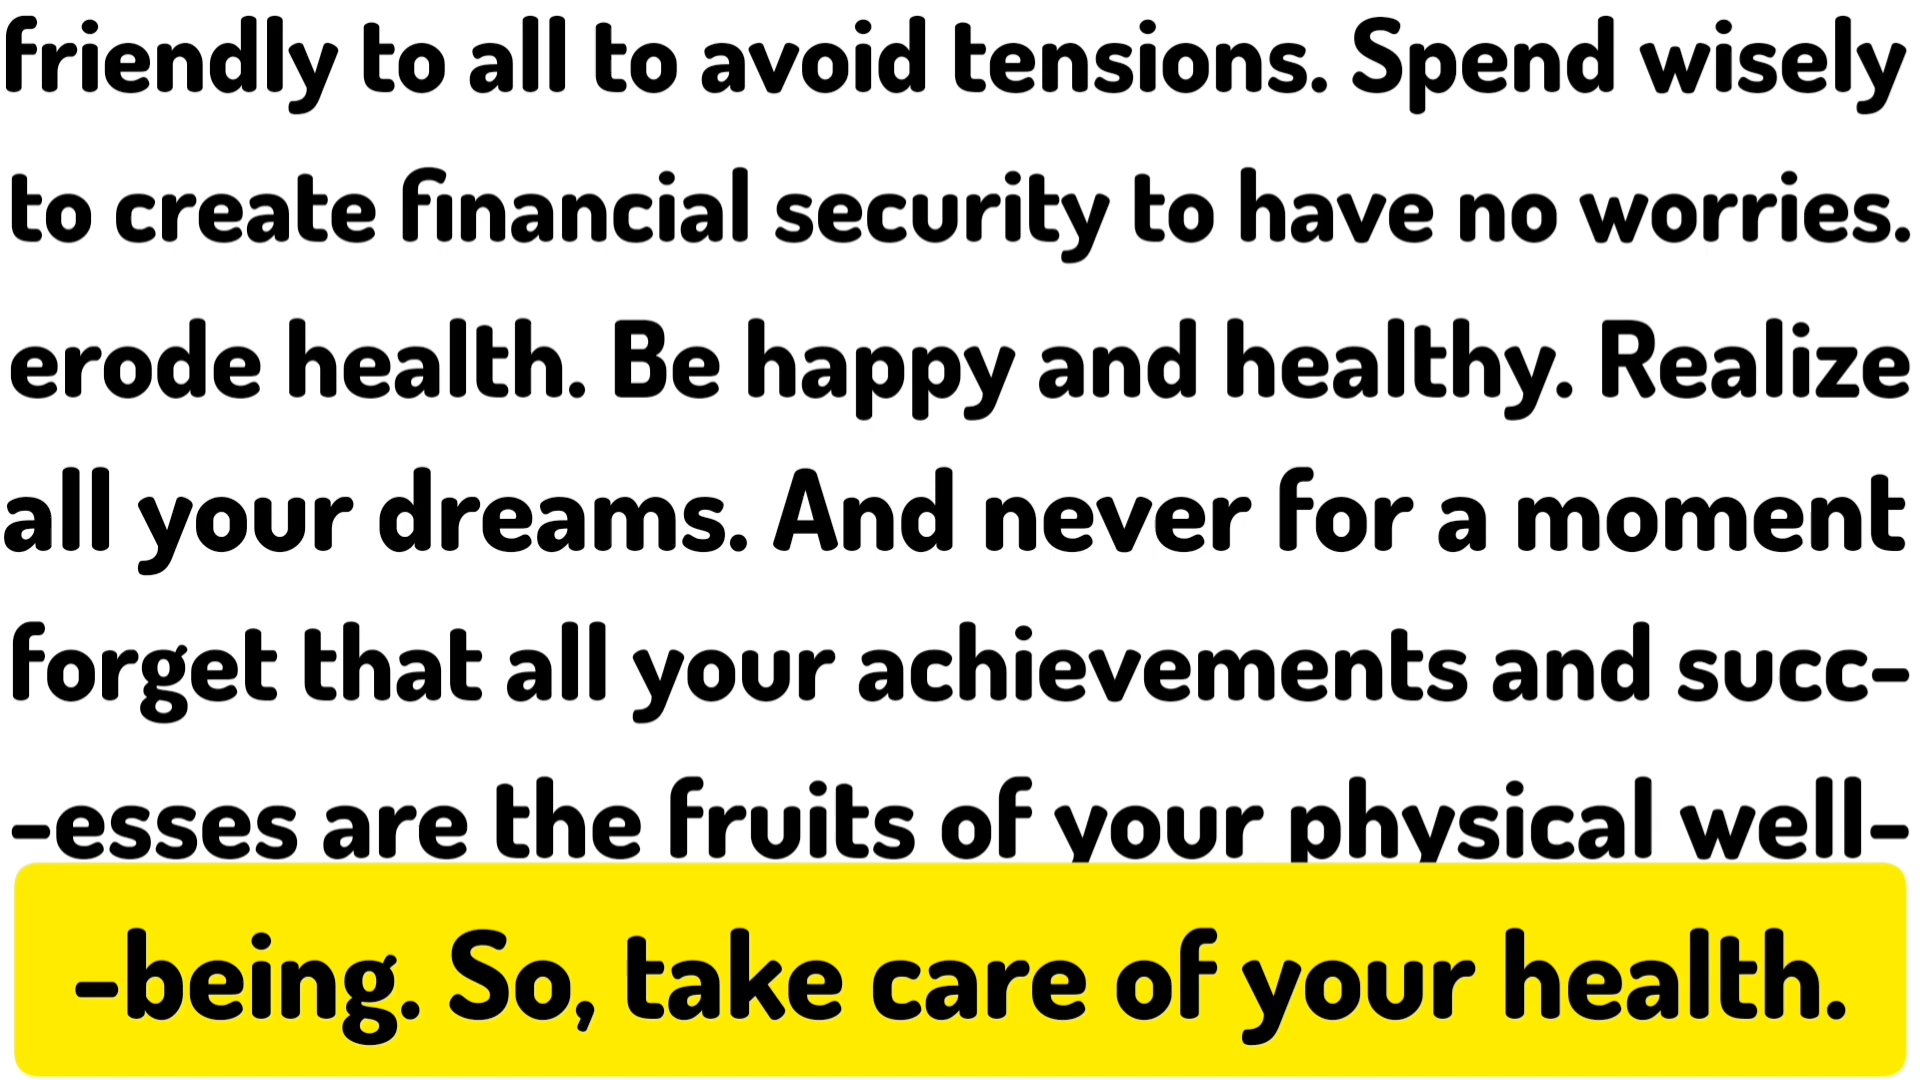 friendly to all to avoid tensions. Spend wisely
to create financial security to have no worries.
erode health. Be happy and healthy. Realize
all your dreams. And never for a moment
forget that all your achievements and succ-
-esses are the fruits of your physical well-
-being. So, take care of your health.